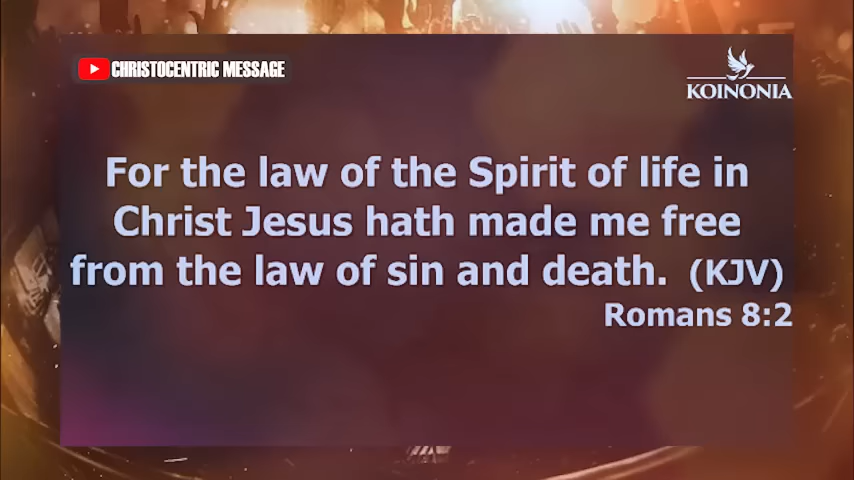 CHRISTOCENTRIC MESSAGE
KOINONIA
For the law of the Spirit of life in
Christ Jesus hath made me free
from the law of sin and death. (KJV)
Romans 8:2